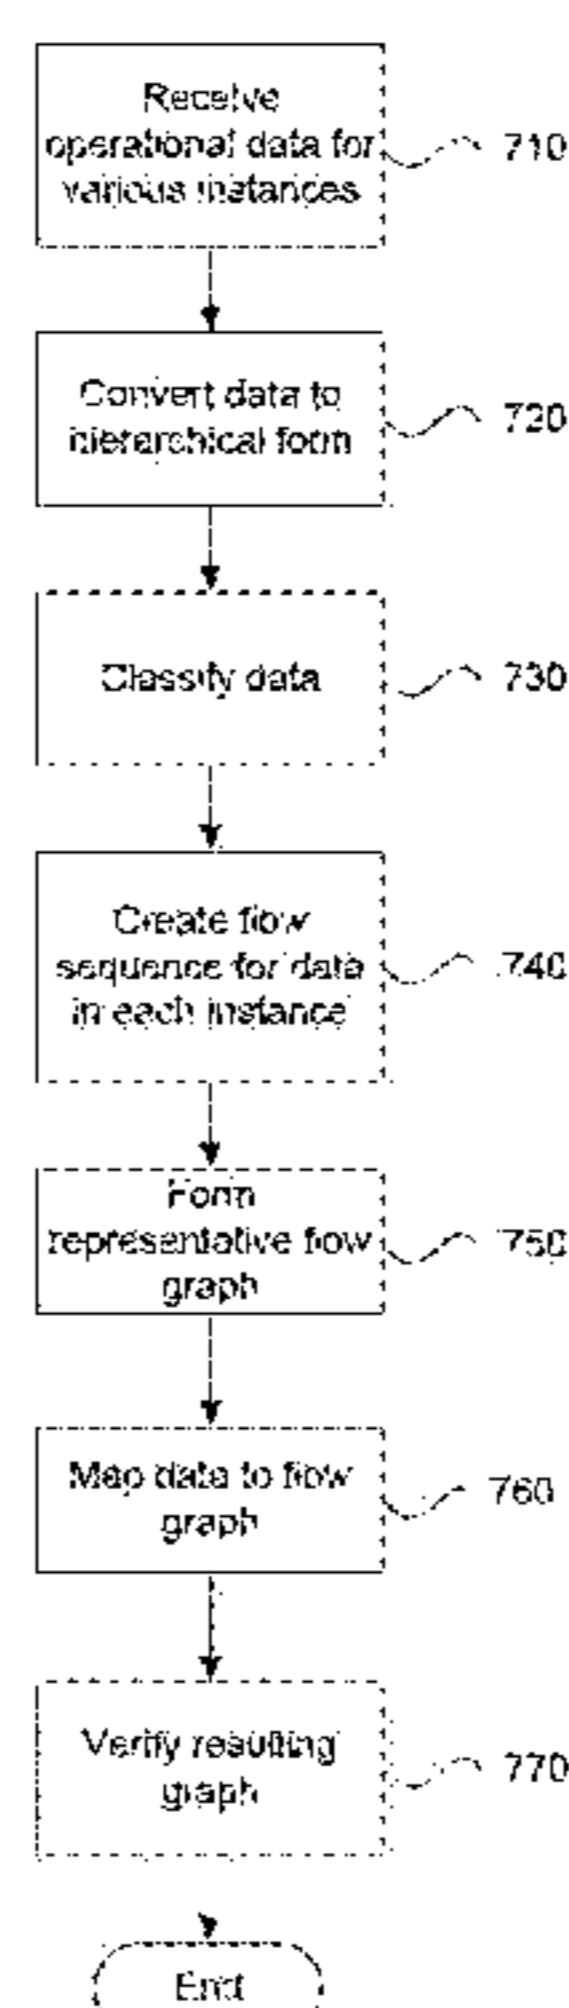 Receive
operational data for
various instances
710
Convert data to
hierarchical form
720
Classify data
730
Create flow
sequence for data
in each instance
740
Form
representative flow
graph
750
Map data to flow
graph
760
Verify resulting
graph
770
End